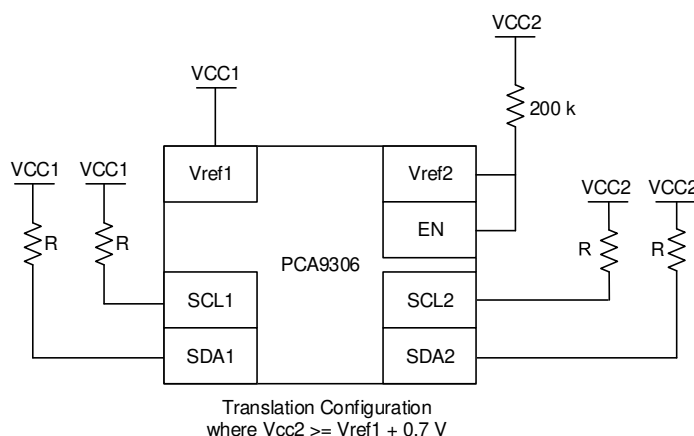 VCC2
VCC1
200 k
VCC1 VCC1
Vref1
Vref2
VCC2 VCC2
R
R
EN
R
R
PCA9306
SCL1
SCL2
SDA1
SDA2
Translation Configuration
where Vcc2 >= Vref1 + 0.7 V